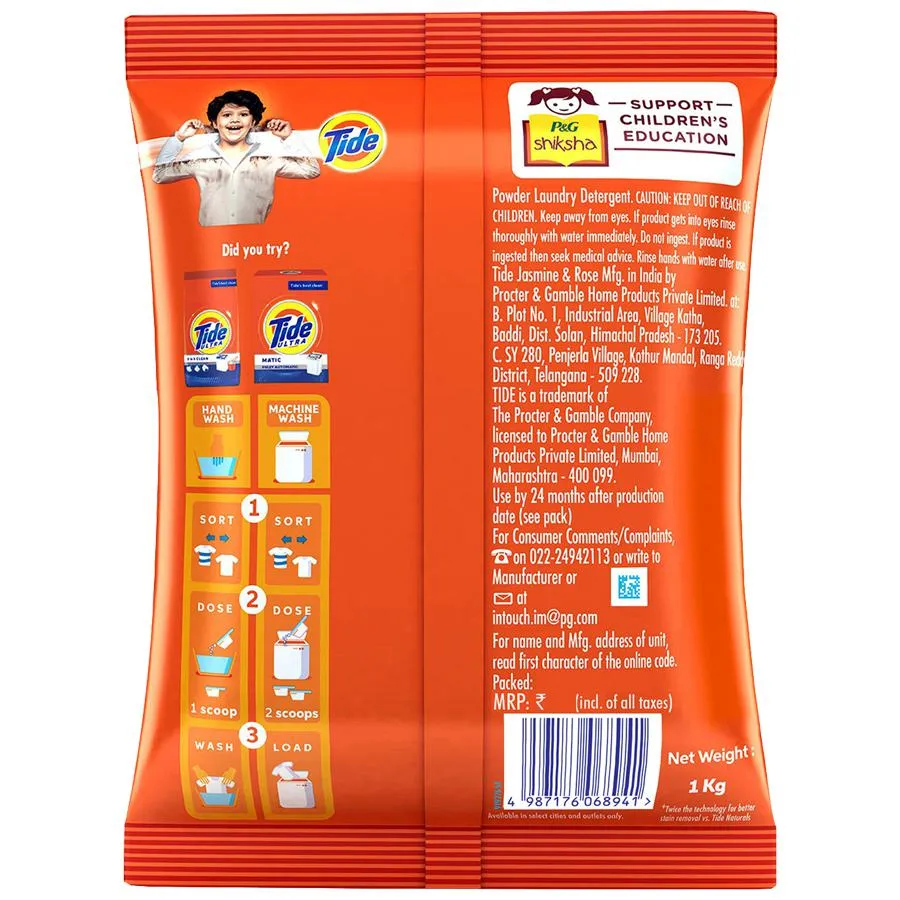 Tide
Did you try?
Tide's best clean
Tide
ULTRA
Tide's best clean
Tide
ULTRA
MATIC
FULLY AUTOMATIC
HAND
WASH
MACHINE
WASH
1
SORT
SORT
2
DOSE
DOSE
1 scoop
2 scoops
3
WASH
LOAD
P&G
shiksha
SUPPORT
CHILDREN'S
EDUCATION
Powder Laundry Detergent. CAUTION: KEEP OUT OF REACH OF
CHILDREN. Keep away from eyes. If product gets into eyes rinse
thoroughly with water immediately. Do not ingest. If product is
ingested then seek medical advice. Rinse hands with water after use.
Tide Jasmine & Rose Mfg. in India by
Procter & Gamble Home Products Private Limited. at:
B. Plot No. 1, Industrial Area, Village Katha,
Baddi, Dist. Solan, Himachal Pradesh - 173 205.
C. SY 280, Penjerla Village, Kothur Mandal, Ranga Reddy
District, Telangana - 509 228.
TIDE is a trademark of
The Procter & Gamble Company,
licensed to Procter & Gamble Home
Products Private Limited, Mumbai,
Maharashtra - 400 099.
Use by 24 months after production
date (see pack)
For Consumer Comments/Complaints,
☎ on 022-24942113 or write to
Manufacturer or
✉ at
intouch.im@pg.com
For name and Mfg. address of unit,
read first character of the online code.
Packed:
MRP: ₹ (incl. of all taxes)
4 987176 068941 >
Available in select cities and outlets only.
Net Weight :
1 Kg
*Twice the technology for better
stain removal vs. Tide Naturals